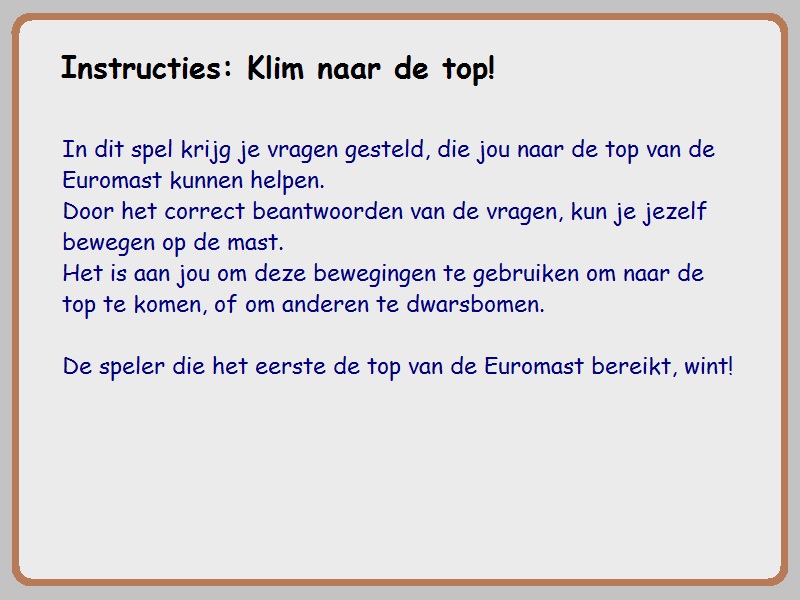 Instructies: Klim naar de top!
In dit spel krijg je vragen gesteld, die jou naar de top van de
Euromast kunnen helpen.
Door het correct beantwoorden van de vragen, kun je jezelf
bewegen op de mast.
Het is aan jou om deze bewegingen te gebruiken om naar de
top te komen, of om anderen te dwarsbomen.
De speler die het eerste de top van de Euromast bereikt, wint!